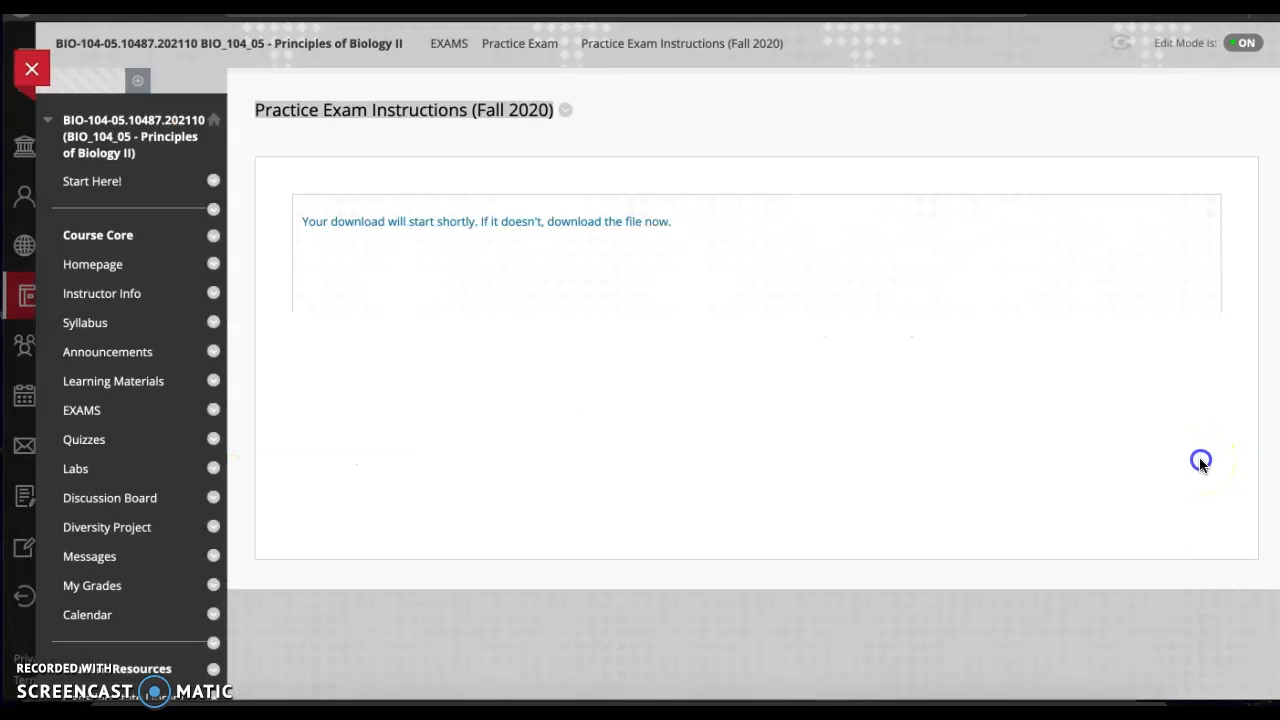 BIO-104-05.10487.202110 BIO_104_05 - Principles of Biology II EXAMS Practice Exam Practice Exam Instructions (Fall 2020) Edit Mode is: ON
Practice Exam Instructions (Fall 2020)
BIO-104-05.10487.202110
(BIO_104_05 - Principles
of Biology II)
Start Here!
Course Core
Homepage
Instructor Info
Syllabus
Announcements
Learning Materials
EXAMS
Quizzes
Labs
Discussion Board
Diversity Project
Messages
My Grades
Calendar
Resources
Your download will start shortly. If it doesn't, download the file now.
RECORDED WITH
SCREENCAST MATIC